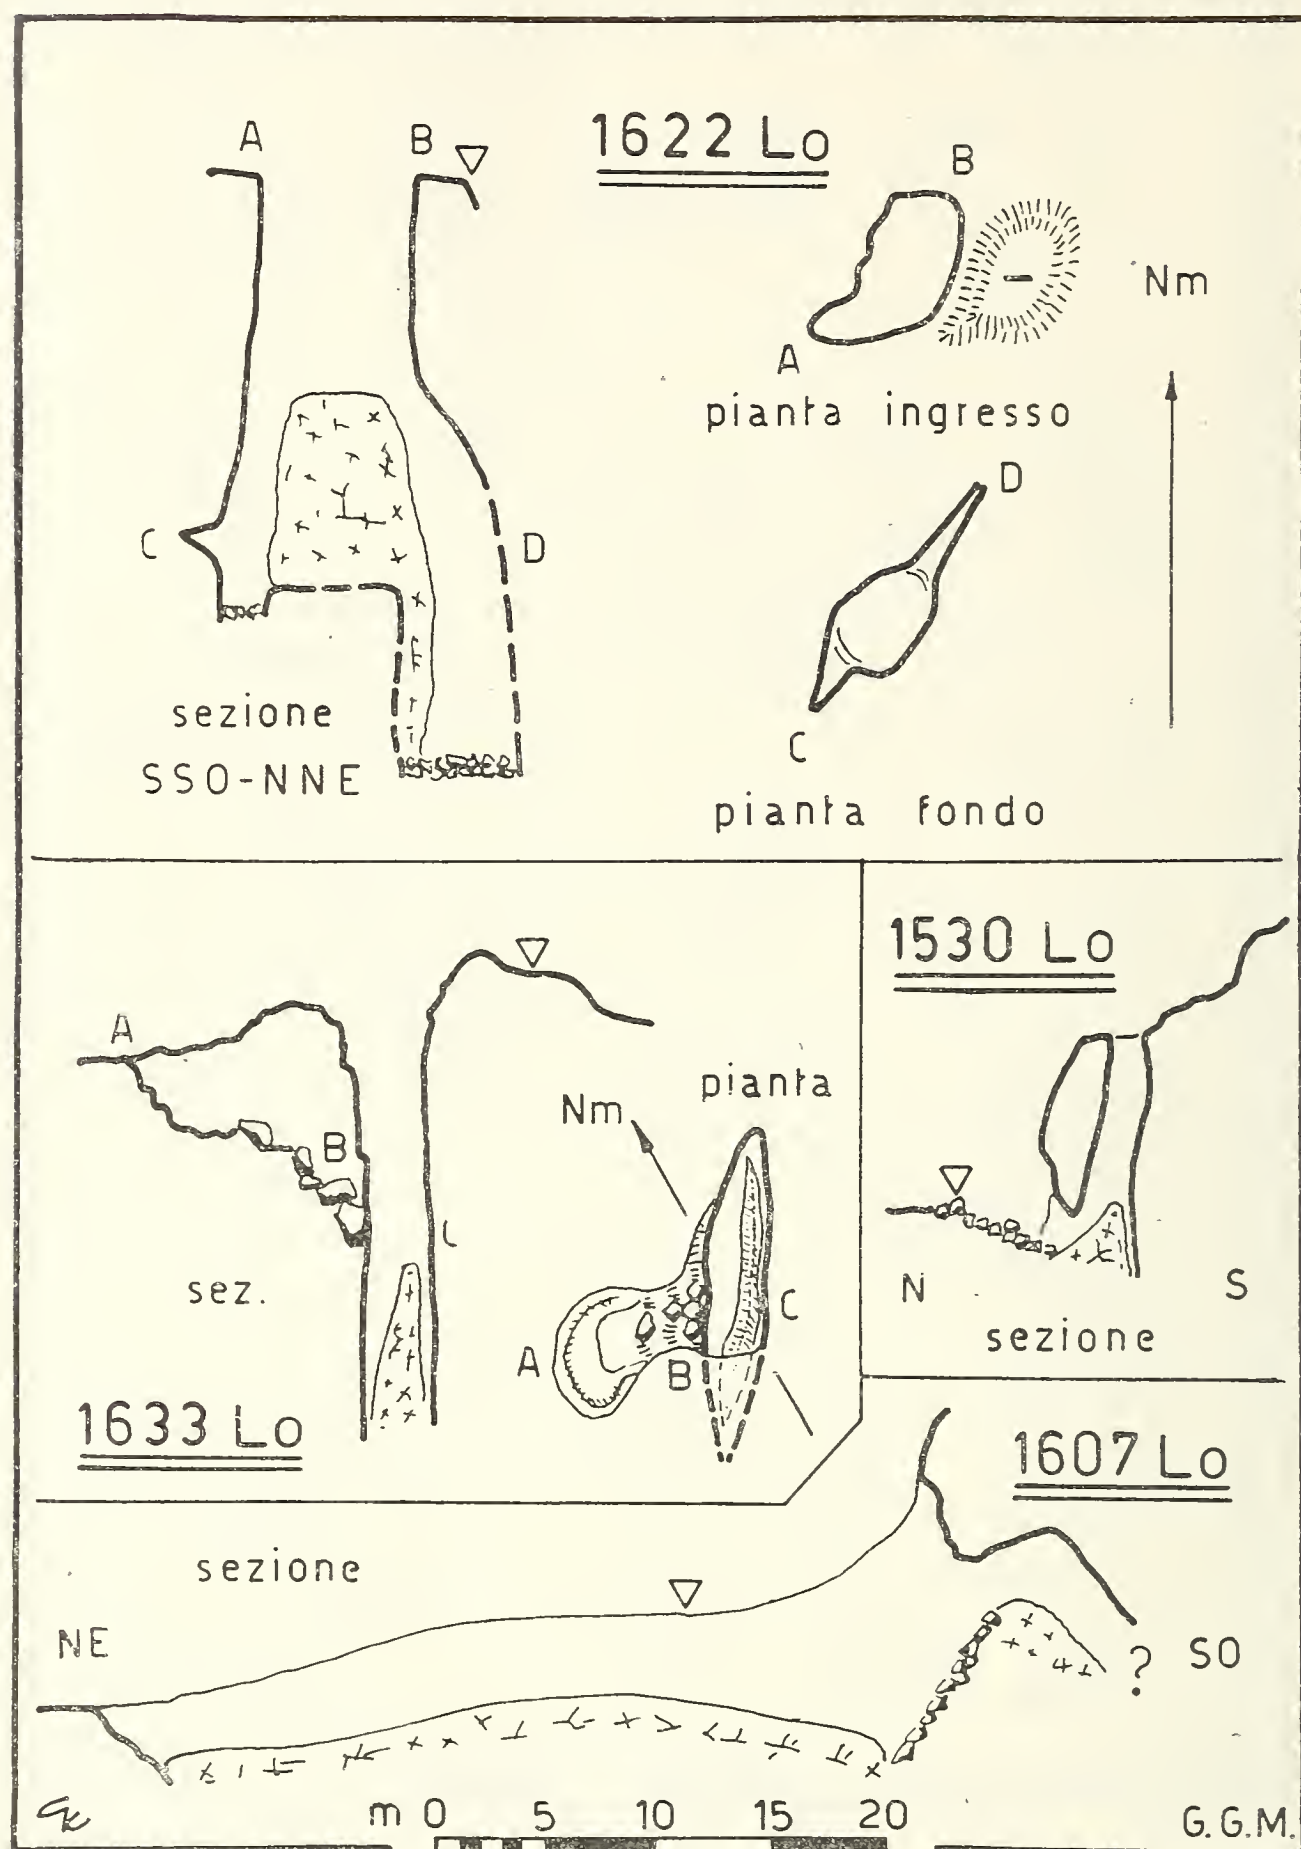 1622 Lo
A
B
B
Nm
A
pianta ingresso
C
D
D
sezione
SSO-NNE
C
pianta fondo
1530 Lo
A
pianta
Nm
B
C
sez.
A
B
C
N
S
sezione
1633 Lo
1607 Lo
sezione
NE
? SO
m 0 5 10 15 20
G.G.M.